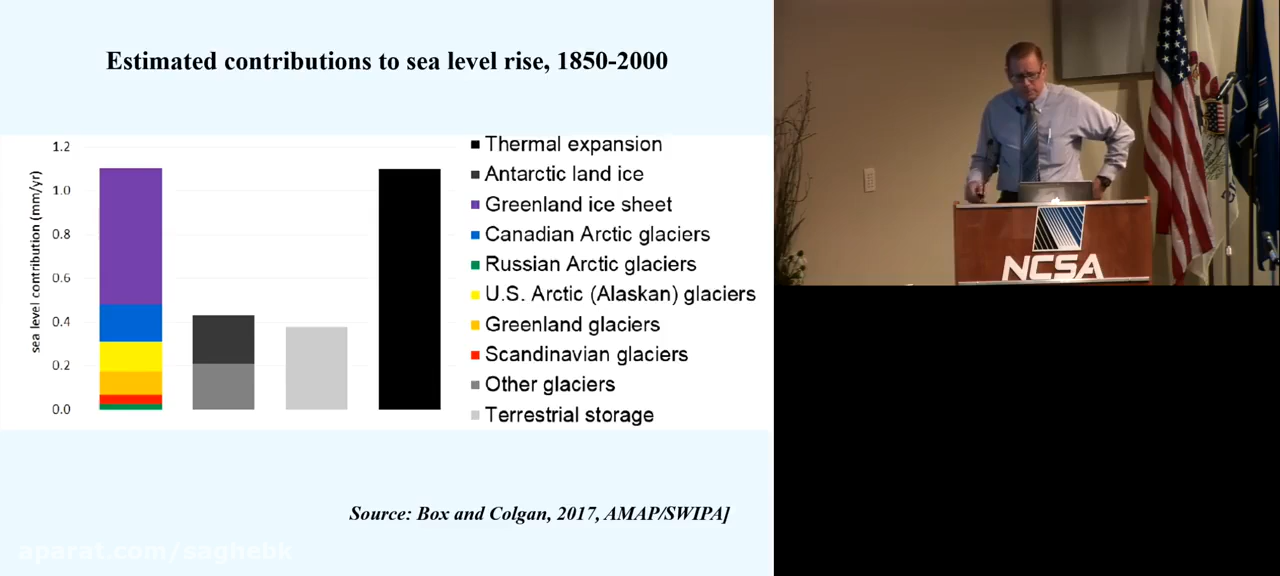 Estimated contributions to sea level rise, 1850-2000
sea level contribution (mm/yr)
1.2
1.0
0.8
0.6
0.4
0.2
0.0
Thermal expansion
Antarctic land ice
Greenland ice sheet
Canadian Arctic glaciers
Russian Arctic glaciers
U.S. Arctic (Alaskan) glaciers
Greenland glaciers
Scandinavian glaciers
Other glaciers
Terrestrial storage
Source: Box and Colgan, 2017, AMAP/SWIPA]
aparat.com/saghebk
NCSA